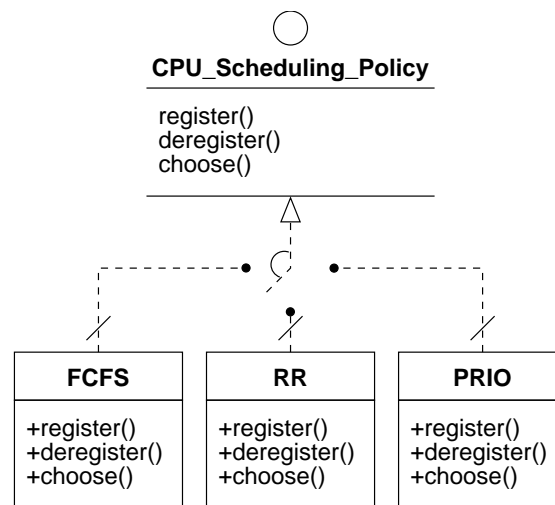 CPU_Scheduling_Policy
register()
deregister()
choose()
FCFS
+register()
+deregister()
+choose()
RR
+register()
+deregister()
+choose()
PRIO
+register()
+deregister()
+choose()